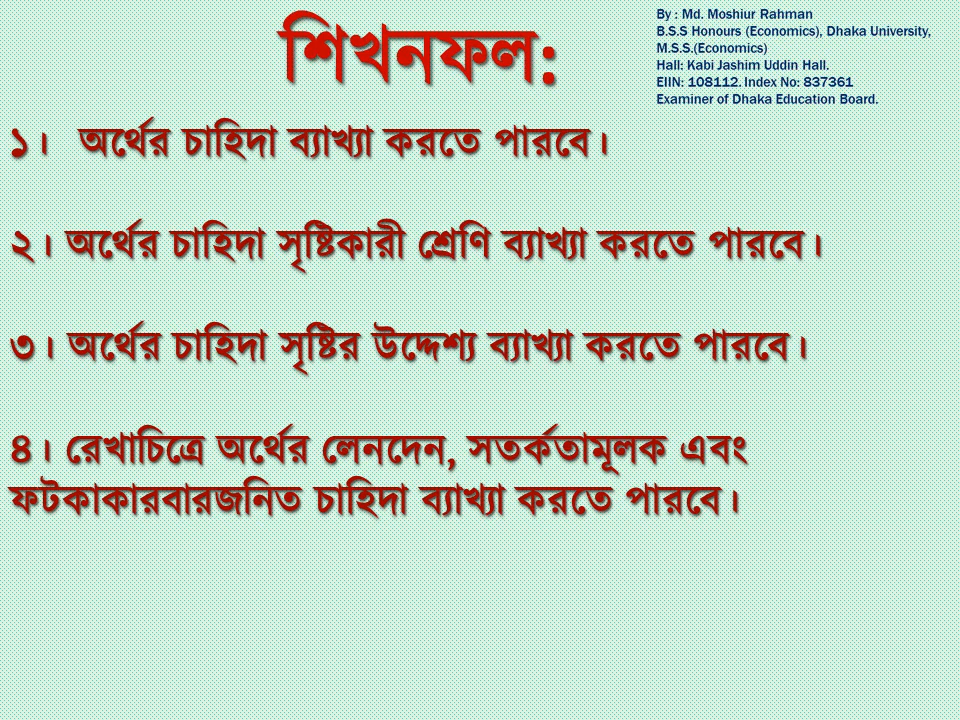 শিখনফল:
By : Md. Moshiur Rahman
B.S.S Honours (Economics), Dhaka University,
M.S.S.(Economics)
Hall: Kabi Jashim Uddin Hall.
EIIN: 108112. Index No: 837361
Examiner of Dhaka Education Board.
১। অর্থের চাহিদা ব্যাখ্যা করতে পারবে।
২। অর্থের চাহিদা সৃষ্টিকারী শ্রেণি ব্যাখ্যা করতে পারবে।
৩। অর্থের চাহিদা সৃষ্টির উদ্দেশ্য ব্যাখ্যা করতে পারবে।
৪। রেখাচিত্রে অর্থের লেনদেন, সতর্কতামূলক এবং
ফটকাকারবারজনিত চাহিদা ব্যাখ্যা করতে পারবে।